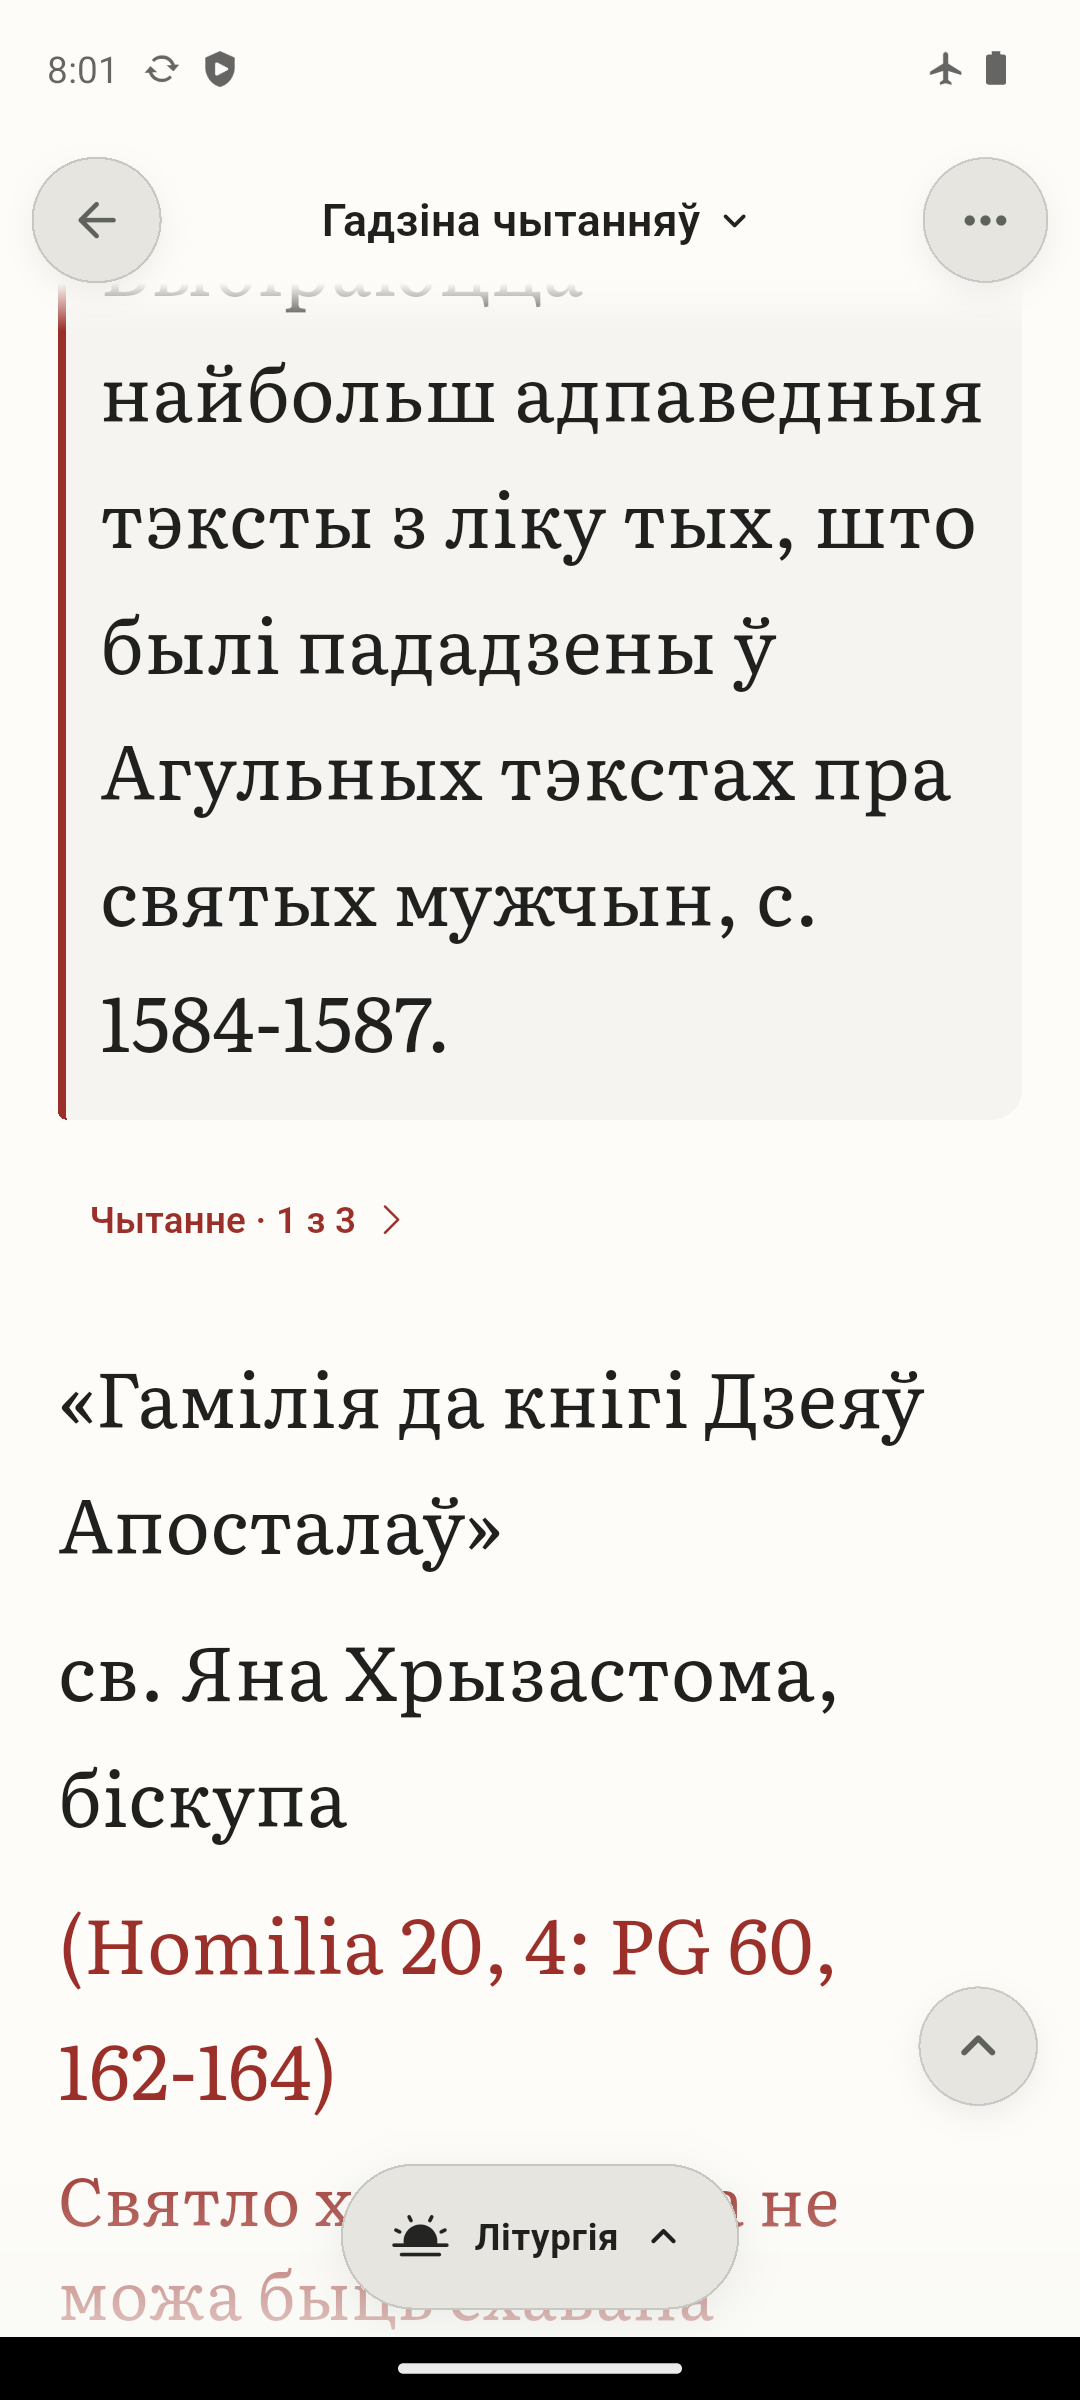 8:01
Гадзіна чытанняў
найбольш адпаведныя
тэксты з ліку тых, што
былі пададзены ў
Агульных тэкстах пра
святых мужчын, с.
1584-1587.
Чытанне · 1 з 3
«Гамілія да кнігі Дзеяў
Апосталаў»
св. Яна Хрызастома,
біскупа
(Homilia 20, 4: PG 60,
162-164)
Святло не
можа быць схавана
Літургія